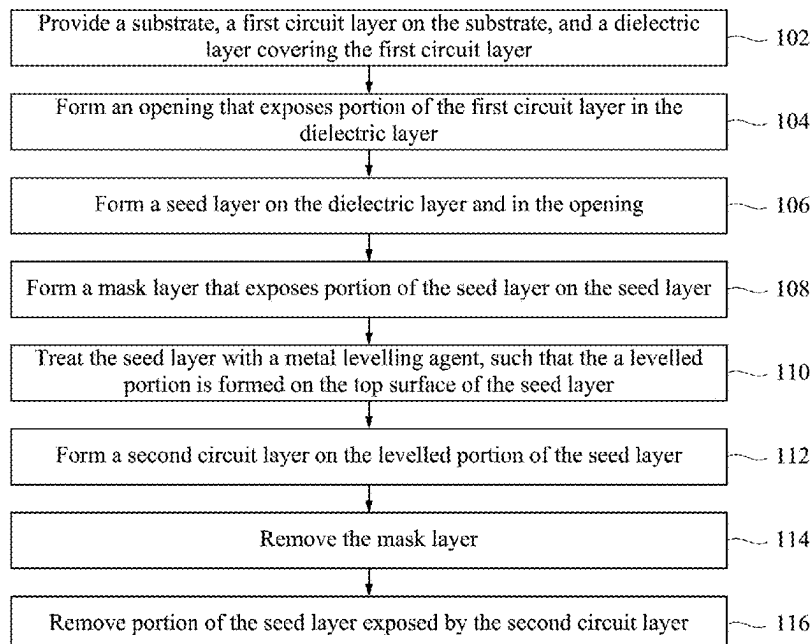 Provide a substrate, a first circuit layer on the substrate, and a dielectric
layer covering the first circuit layer
102
Form an opening that exposes portion of the first circuit layer in the
dielectric layer
104
Form a seed layer on the dielectric layer and in the opening
106
Form a mask layer that exposes portion of the seed layer on the seed layer
108
Treat the seed layer with a metal levelling agent, such that the a levelled
portion is formed on the top surface of the seed layer
110
Form a second circuit layer on the levelled portion of the seed layer
112
Remove the mask layer
114
Remove portion of the seed layer exposed by the second circuit layer
116